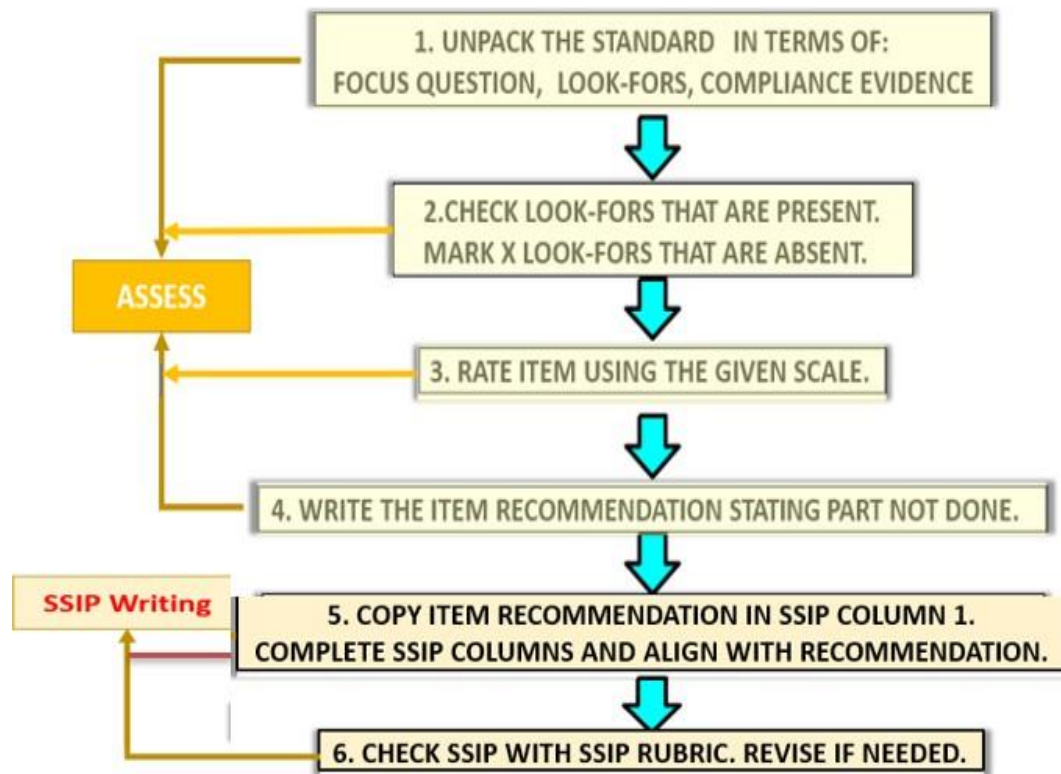 1. UNPACK THE STANDARD IN TERMS OF:
FOCUS QUESTION, LOOK-FORS, COMPLIANCE EVIDENCE
2.CHECK LOOK-FORS THAT ARE PRESENT.
MARK X LOOK-FORS THAT ARE ABSENT.
ASSESS
3. RATE ITEM USING THE GIVEN SCALE.
4. WRITE THE ITEM RECOMMENDATION STATING PART NOT DONE.
SSIP Writing
5. COPY ITEM RECOMMENDATION IN SSIP COLUMN 1.
COMPLETE SSIP COLUMNS AND ALIGN WITH RECOMMENDATION.
6. CHECK SSIP WITH SSIP RUBRIC. REVISE IF NEEDED.